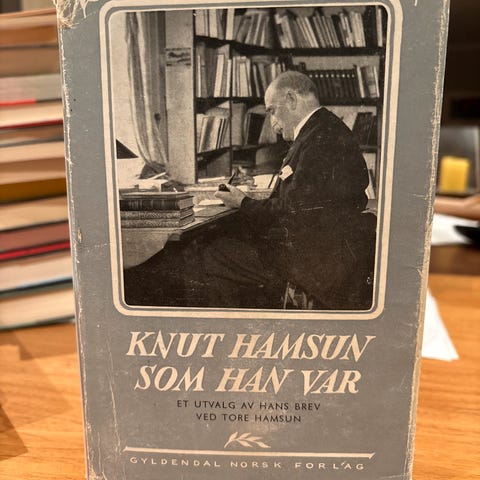 KNUT HAMSUN
SOM HAN VAR
ET UTVALG AV HANS BREV
VED TORE HAMSUN
GYLDENDAL NORSK FORLAG